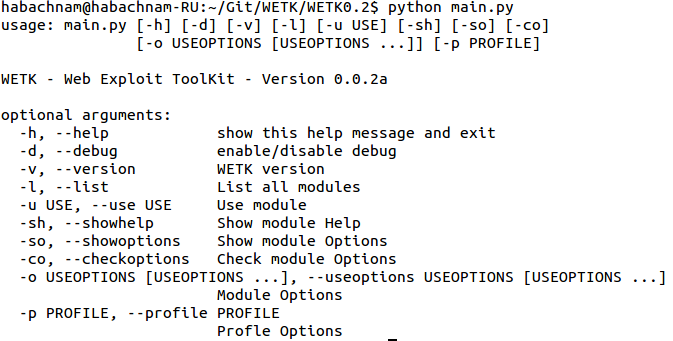 habachnam@habachnam-RU:~/Git/WETK/WETK0.2$ python main.py
usage: main.py [-h] [-d] [-v] [-l] [-u USE] [-sh] [-so] [-co]
               [-o USEOPTIONS [USEOPTIONS ...]] [-p PROFILE]

WETK - Web Exploit ToolKit - Version 0.0.2a

optional arguments:
  -h, --help            show this help message and exit
  -d, --debug           enable/disable debug
  -v, --version         WETK version
  -l, --list            List all modules
  -u USE, --use USE     Use module
  -sh, --showhelp       Show module Help
  -so, --showoptions    Show module Options
  -co, --checkoptions   Check module Options
  -o USEOPTIONS [USEOPTIONS ...], --useoptions USEOPTIONS [USEOPTIONS ...]
                        Module Options
  -p PROFILE, --profile PROFILE
                        Profle Options